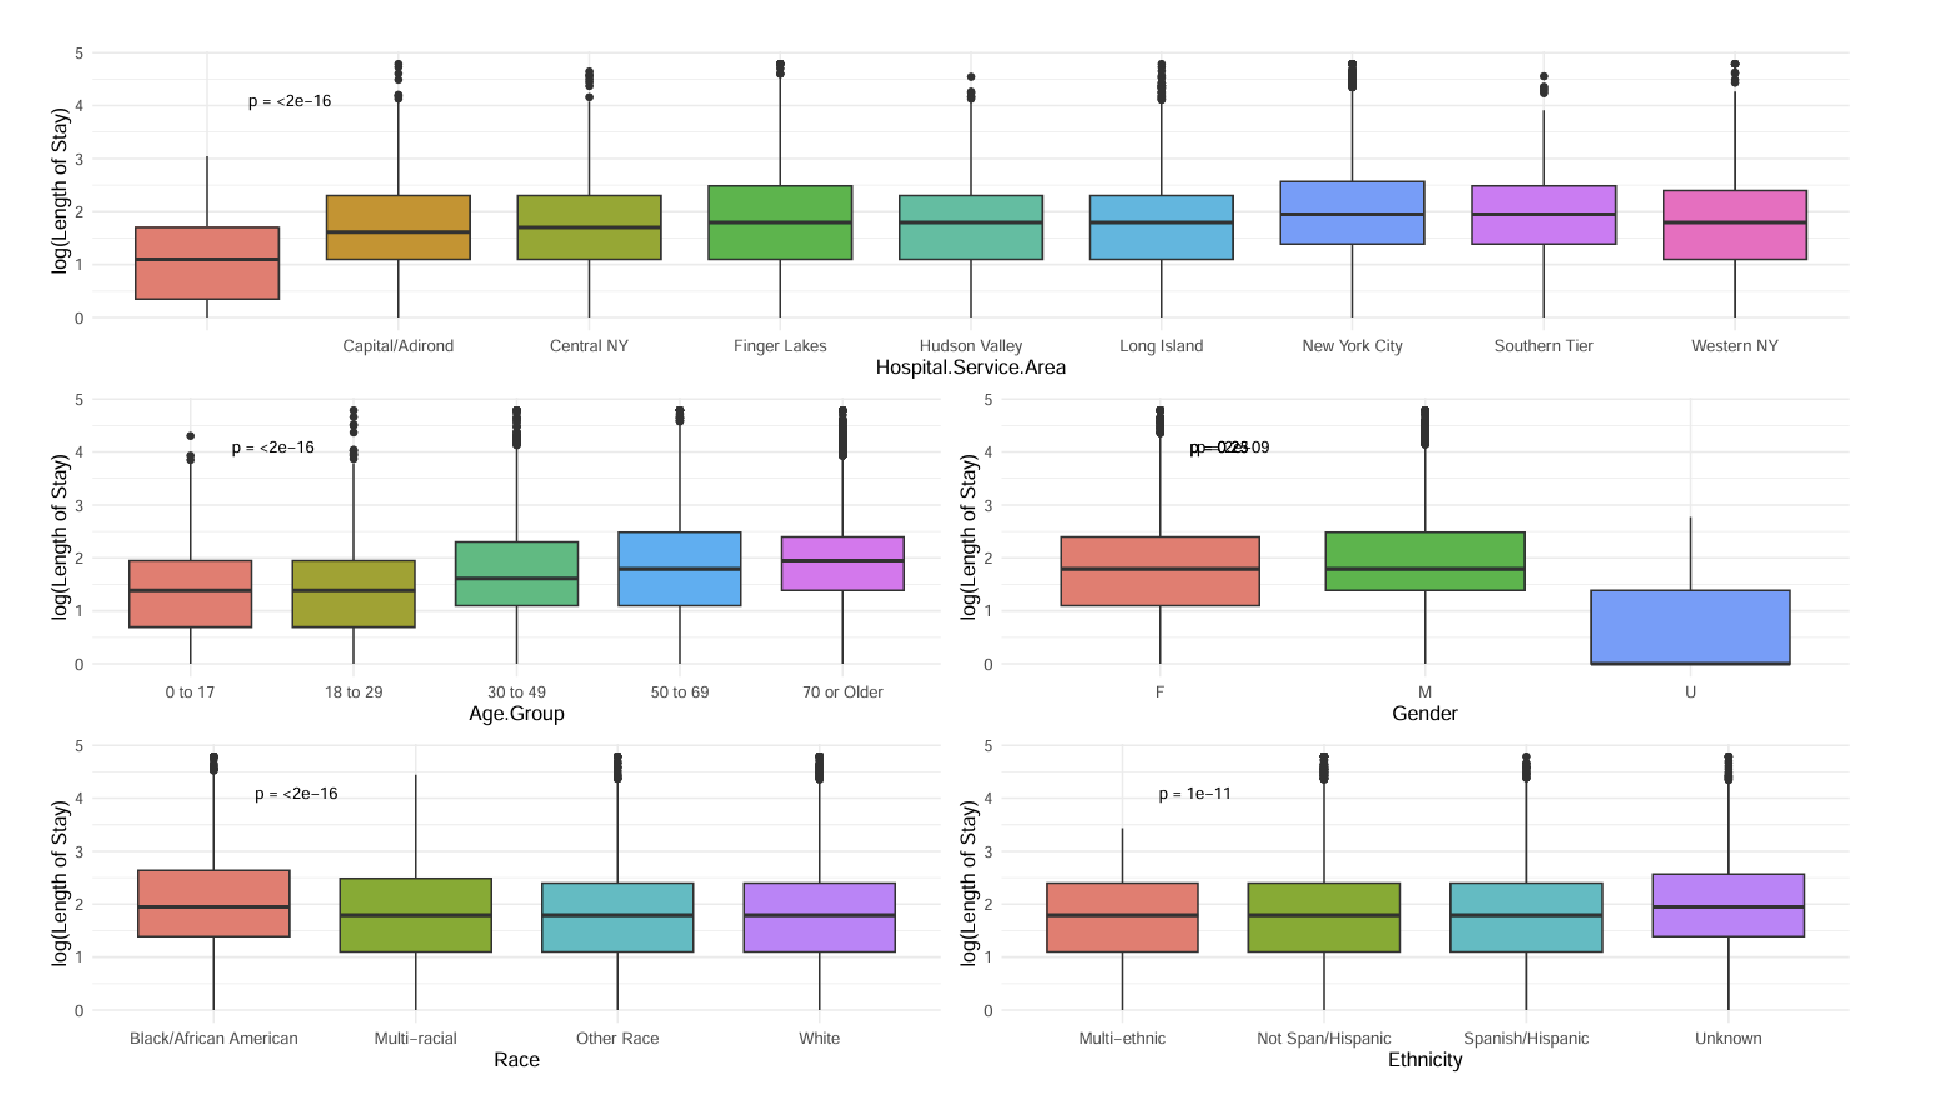 5
p = <2e−16
4
3
2
1
0
log(Length of Stay)
Capital/Adirond Central NY Finger Lakes Hudson Valley Long Island New York City Southern Tier Western NY
Hospital.Service.Area
5
p = <2e−16
4
3
2
1
0
log(Length of Stay)
0 to 17 18 to 29 30 to 49 50 to 69 70 or Older
Age.Group
5
4
3
2
1
0
log(Length of Stay)
F M U
Gender
5
p = <2e−16
4
3
2
1
0
log(Length of Stay)
Black/African American Multi−racial Other Race White
Race
5
p = 1e−11
4
3
2
1
0
log(Length of Stay)
Multi−ethnic Not Span/Hispanic Spanish/Hispanic Unknown
Ethnicity